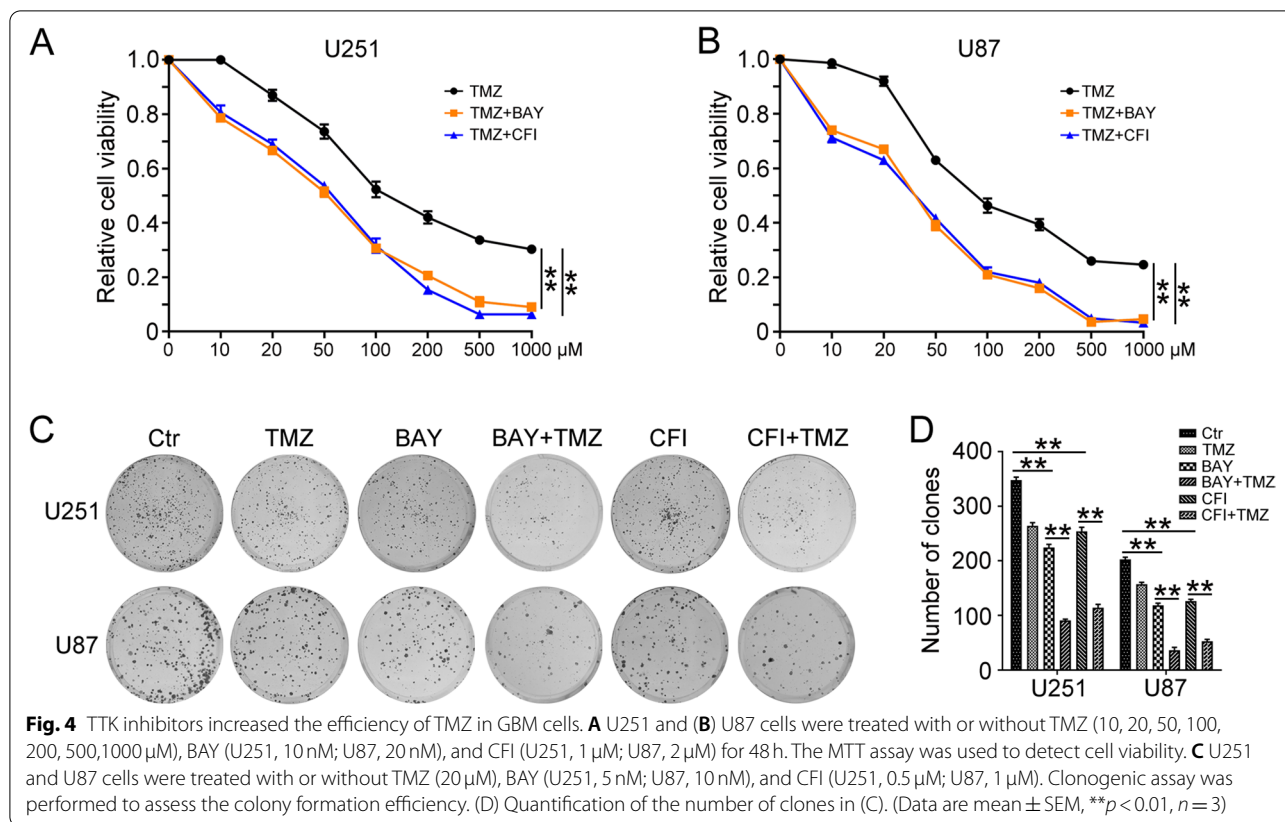 A
U251
Relative cell viability
1.0
0.8
0.6
0.4
0.2
0
TMZ
TMZ+BAY
TMZ+CFI
**
**
0 10 20 50 100 200 500 1000 μM
B
U87
Relative cell viability
1.0
0.8
0.6
0.4
0.2
0
TMZ
TMZ+BAY
TMZ+CFI
**
**
0 10 20 50 100 200 500 1000 μM
C
Ctr TMZ BAY BAY+TMZ CFI CFI+TMZ
U251
U87
D
Number of clones
400
300
200
100
0
Ctr
TMZ
BAY
BAY+TMZ
CFI
CFI+TMZ
**
**
** **
**
**
** **
U251 U87
Fig. 4 TTK inhibitors increased the efficiency of TMZ in GBM cells. A U251 and (B) U87 cells were treated with or without TMZ (10, 20, 50, 100,
200, 500,1000 μM), BAY (U251, 10 nM; U87, 20 nM), and CFI (U251, 1 μM; U87, 2 μM) for 48 h. The MTT assay was used to detect cell viability. C U251
and U87 cells were treated with or without TMZ (20 μM), BAY (U251, 5 nM; U87, 10 nM), and CFI (U251, 0.5 μM; U87, 1 μM). Clonogenic assay was
performed to assess the colony formation efficiency. (D) Quantification of the number of clones in (C). (Data are mean ± SEM, **p < 0.01, n = 3)